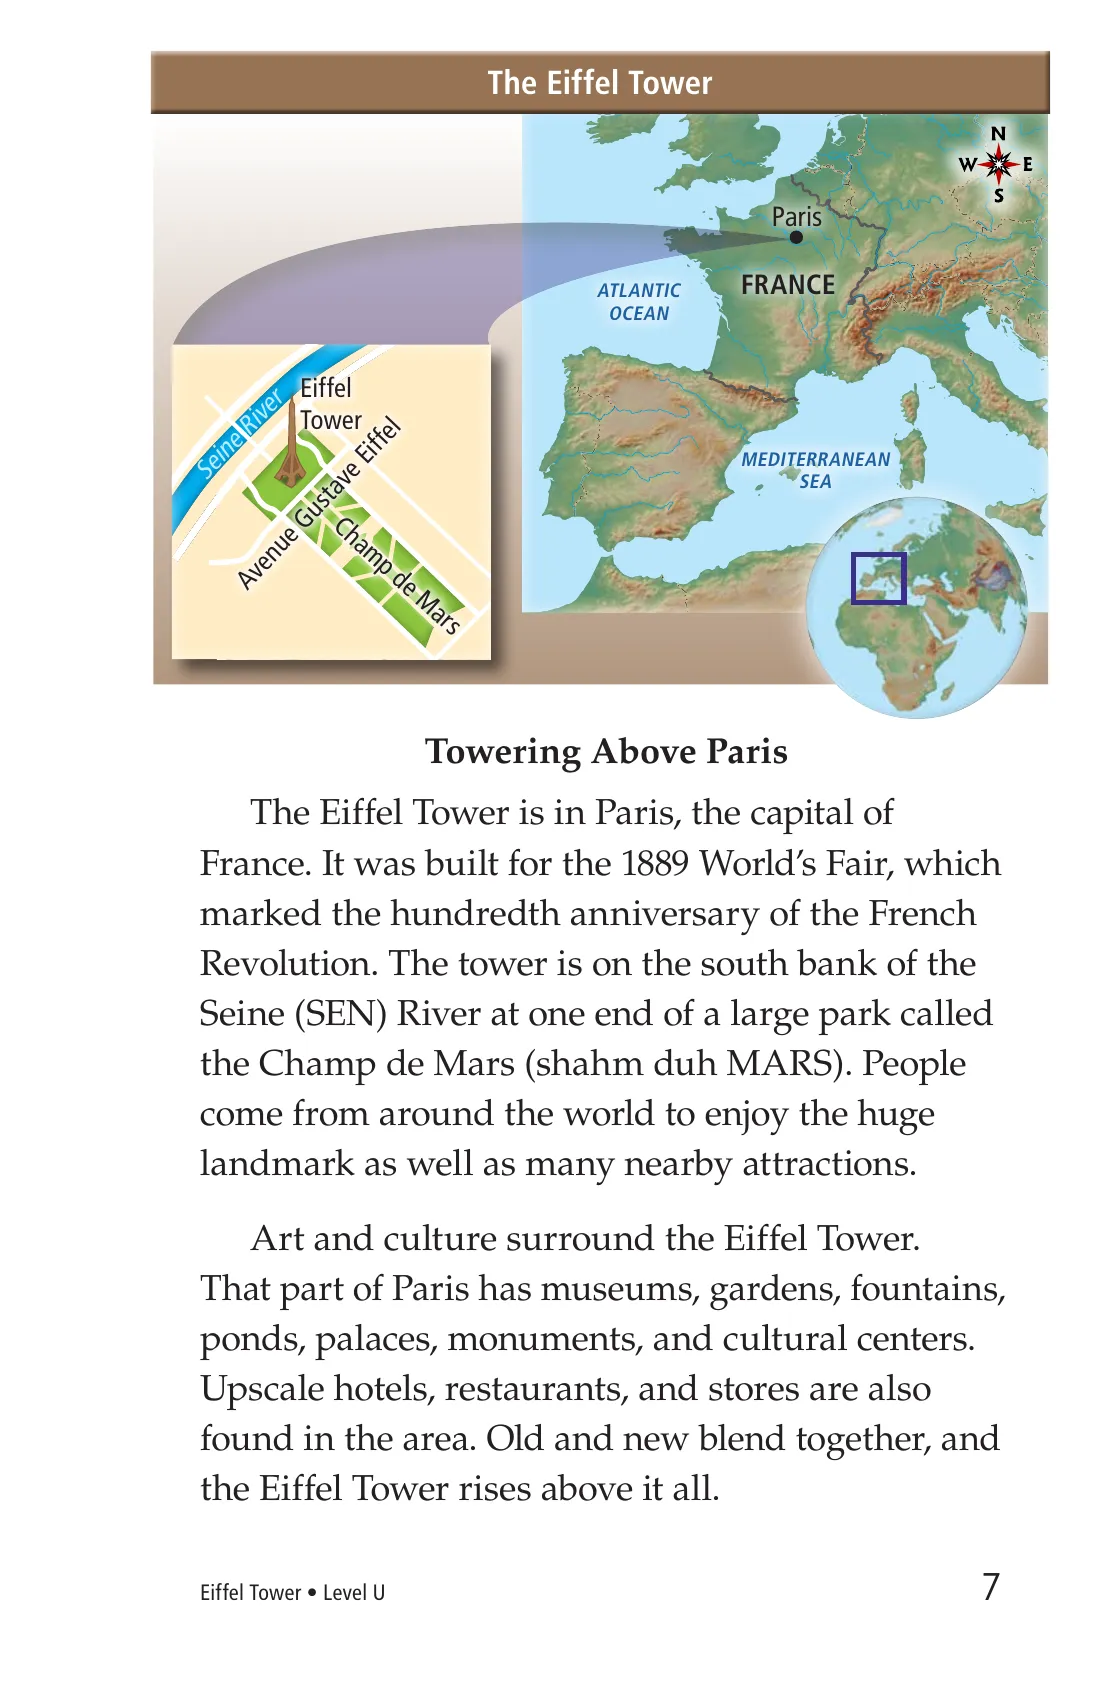 The Eiffel Tower
N
W E
S
Paris
FRANCE
ATLANTIC
OCEAN
MEDITERRANEAN
SEA
Eiffel
Tower
Seine River
Avenue Gustave Eiffel
Champ de Mars
Towering Above Paris
The Eiffel Tower is in Paris, the capital of
France. It was built for the 1889 World’s Fair, which
marked the hundredth anniversary of the French
Revolution. The tower is on the south bank of the
Seine (SEN) River at one end of a large park called
the Champ de Mars (shahm duh MARS). People
come from around the world to enjoy the huge
landmark as well as many nearby attractions.
Art and culture surround the Eiffel Tower.
That part of Paris has museums, gardens, fountains,
ponds, palaces, monuments, and cultural centers.
Upscale hotels, restaurants, and stores are also
found in the area. Old and new blend together, and
the Eiffel Tower rises above it all.
Eiffel Tower • Level U
7